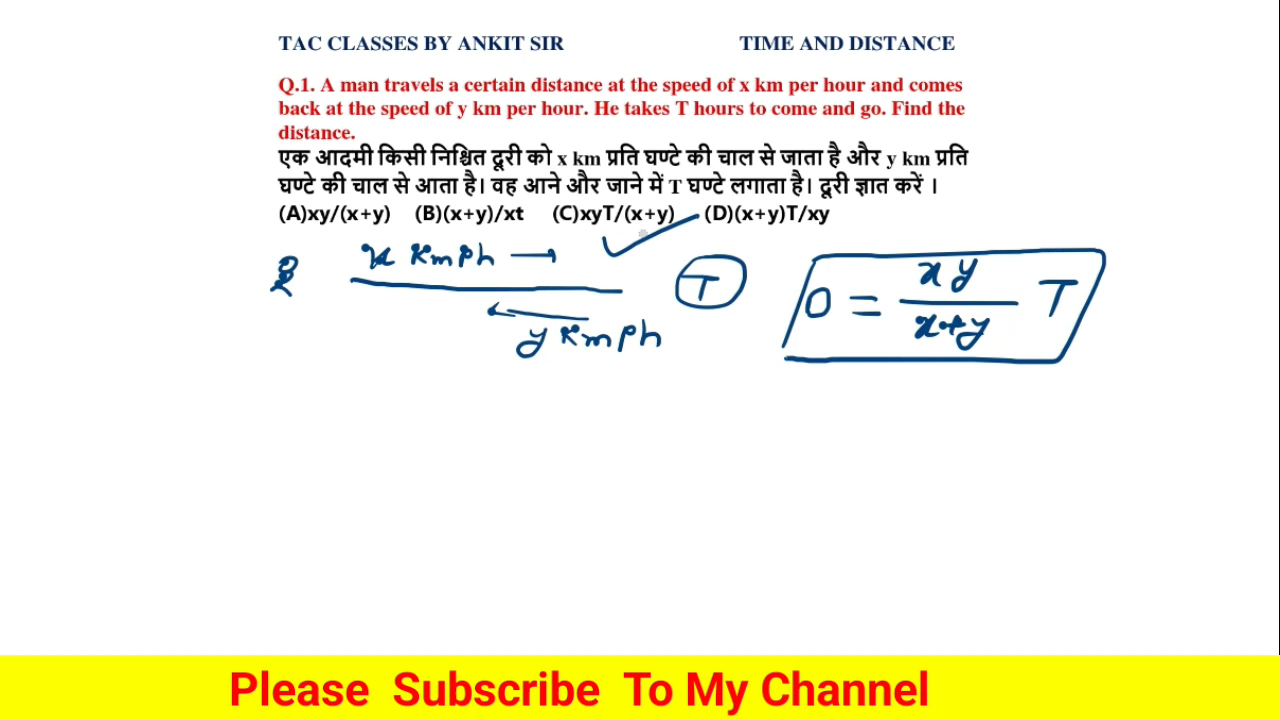 TAC CLASSES BY ANKIT SIR TIME AND DISTANCE
Q.1. A man travels a certain distance at the speed of x km per hour and comes
back at the speed of y km per hour. He takes T hours to come and go. Find the
distance.
एक आदमी किसी निश्चित दूरी को x km प्रति घण्टे की चाल से जाता है और y km प्रति
घण्टे की चाल से आता है। वह आने और जाने में T घण्टे लगाता है। दूरी ज्ञात करें ।
(A)xy/(x+y) (B)(x+y)/xt (C)xyT/(x+y) (D)(x+y)T/xy
x kmph →
T
← y kmph
D = xy / x+y T
Please Subscribe To My Channel